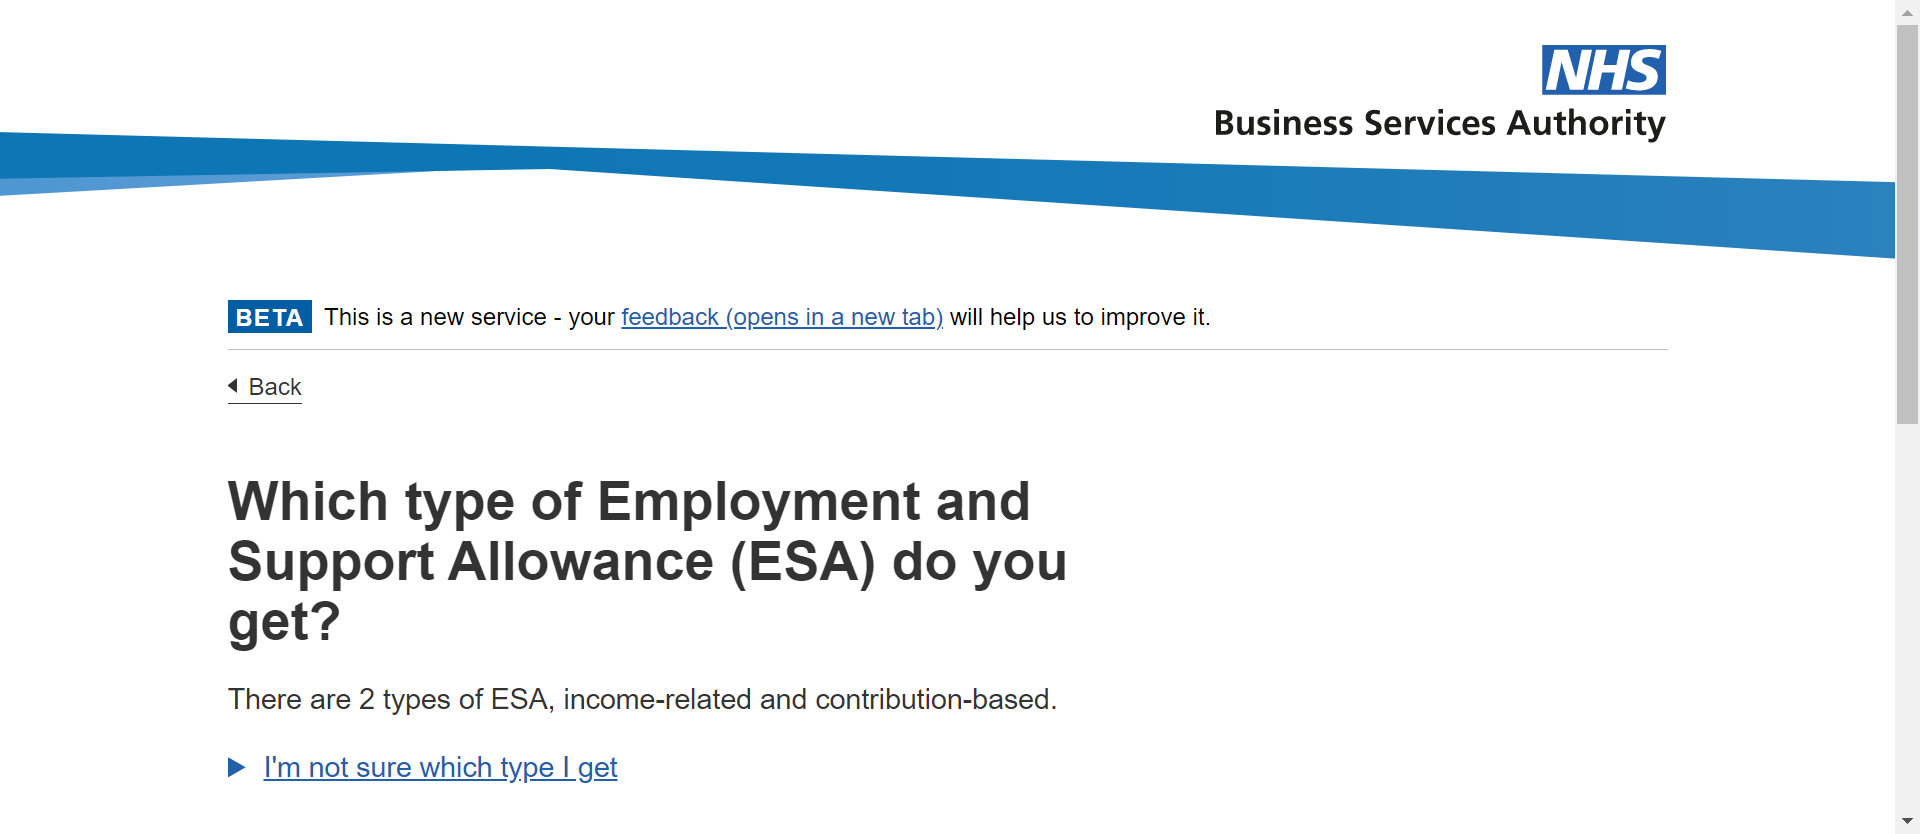 NHS
Business Services Authority
BETA This is a new service - your feedback (opens in a new tab) will help us to improve it.
Back
Which type of Employment and
Support Allowance (ESA) do you
get?
There are 2 types of ESA, income-related and contribution-based.
I'm not sure which type I get